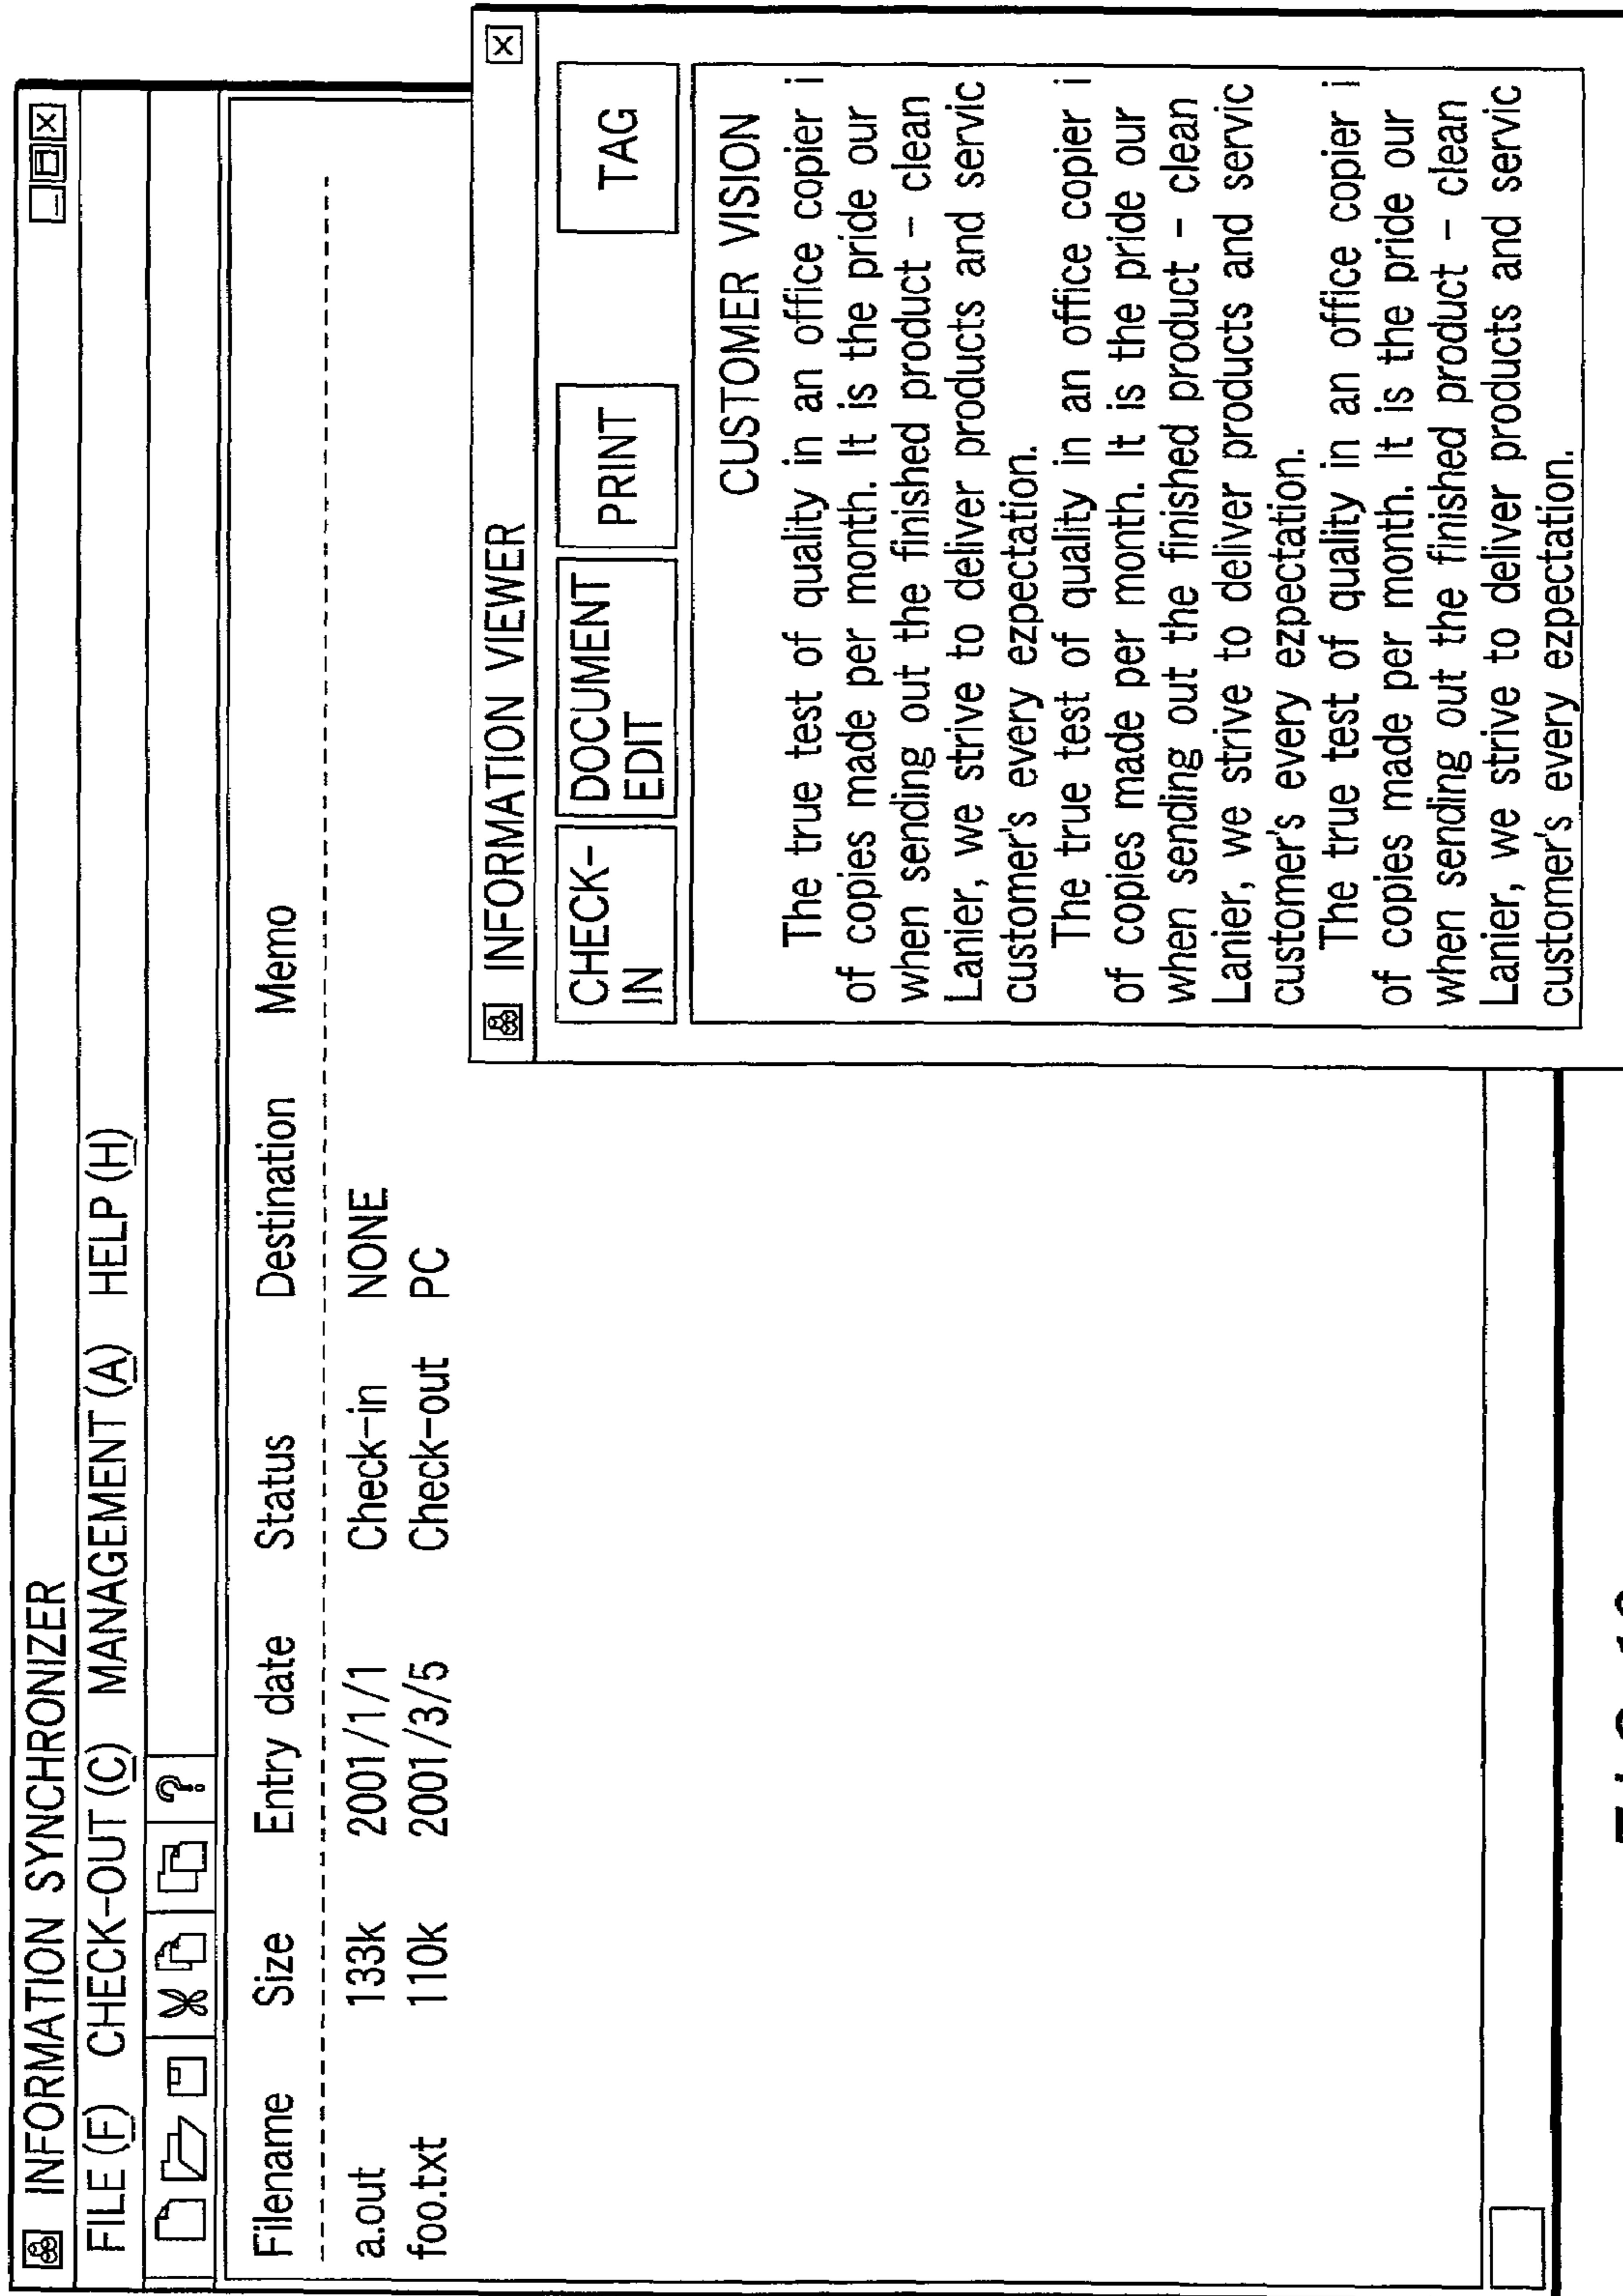 INFORMATION SYNCHRONIZER
FILE (F) CHECK-OUT (C) MANAGEMENT (A) HELP (H)
?
Filename Size Entry date Status Destination Memo
a.out 133k 2001/1/1 Check-in NONE
foo.txt 110k 2001/3/5 Check-out PC
INFORMATION VIEWER
CHECK-
IN
DOCUMENT
EDIT
PRINT
TAG
CUSTOMER VISION
The true test of quality in an office copier i
of copies made per month. It is the pride our
when sending out the finished product - clean
Lanier, we strive to deliver products and servic
customer's every ezpectation.
The true test of quality in an office copier i
of copies made per month. It is the pride our
when sending out the finished product - clean
Lanier, we strive to deliver products and servic
customer's every ezpectation.
The true test of quality in an office copier i
of copies made per month. It is the pride our
when sending out the finished product - clean
Lanier, we strive to deliver products and servic
customer's every ezpectation.